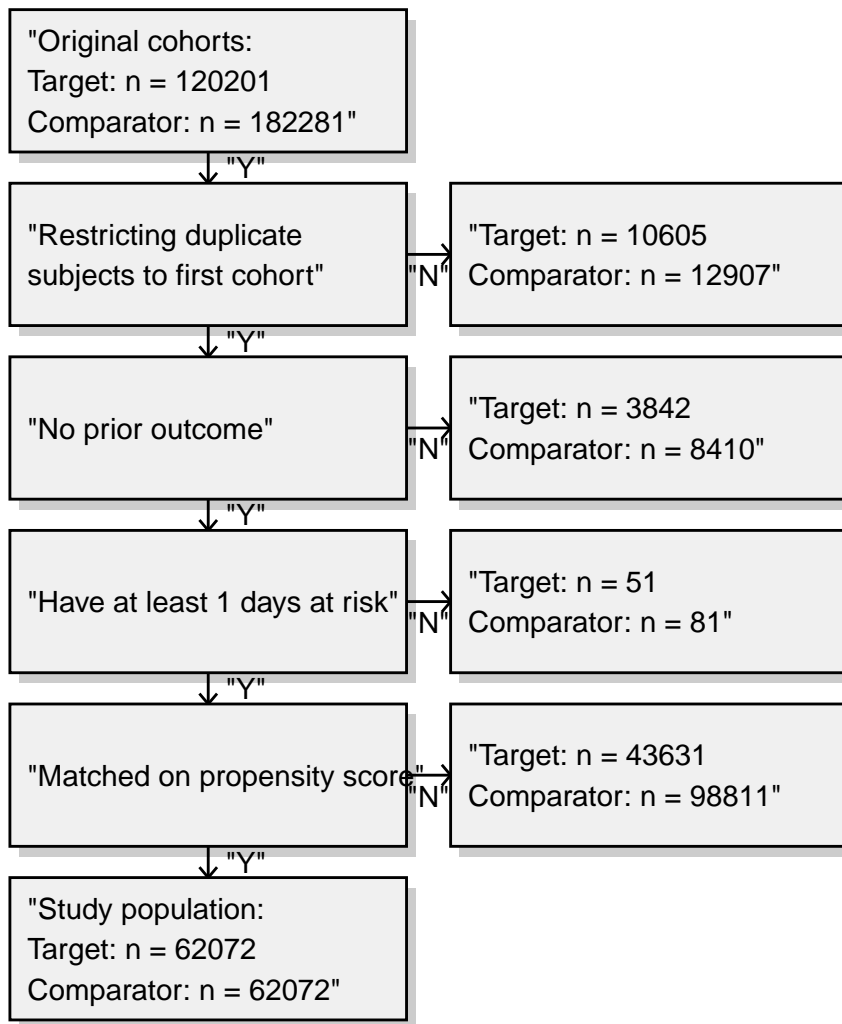 "Original cohorts:
Target: n = 120201
Comparator: n = 182281"
"Y"
"Restricting duplicate
subjects to first cohort"
"N"
"Target: n = 10605
Comparator: n = 12907"
"Y"
"No prior outcome"
"N"
"Target: n = 3842
Comparator: n = 8410"
"Y"
"Have at least 1 days at risk"
"N"
"Target: n = 51
Comparator: n = 81"
"Y"
"Matched on propensity score"
"N"
"Target: n = 43631
Comparator: n = 98811"
"Y"
"Study population:
Target: n = 62072
Comparator: n = 62072"